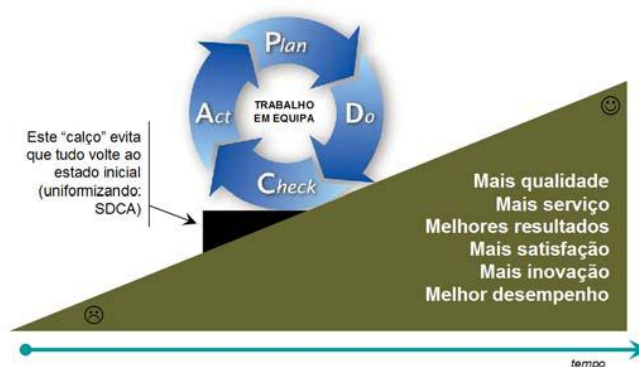 Plan
Act
TRABALHO
EM EQUIPA
Do
Check
Este “calço” evita
que tudo volte ao
estado inicial
(uniformizando:
SDCA)
Mais qualidade
Mais serviço
Melhores resultados
Mais satisfação
Mais inovação
Melhor desempenho
tempo